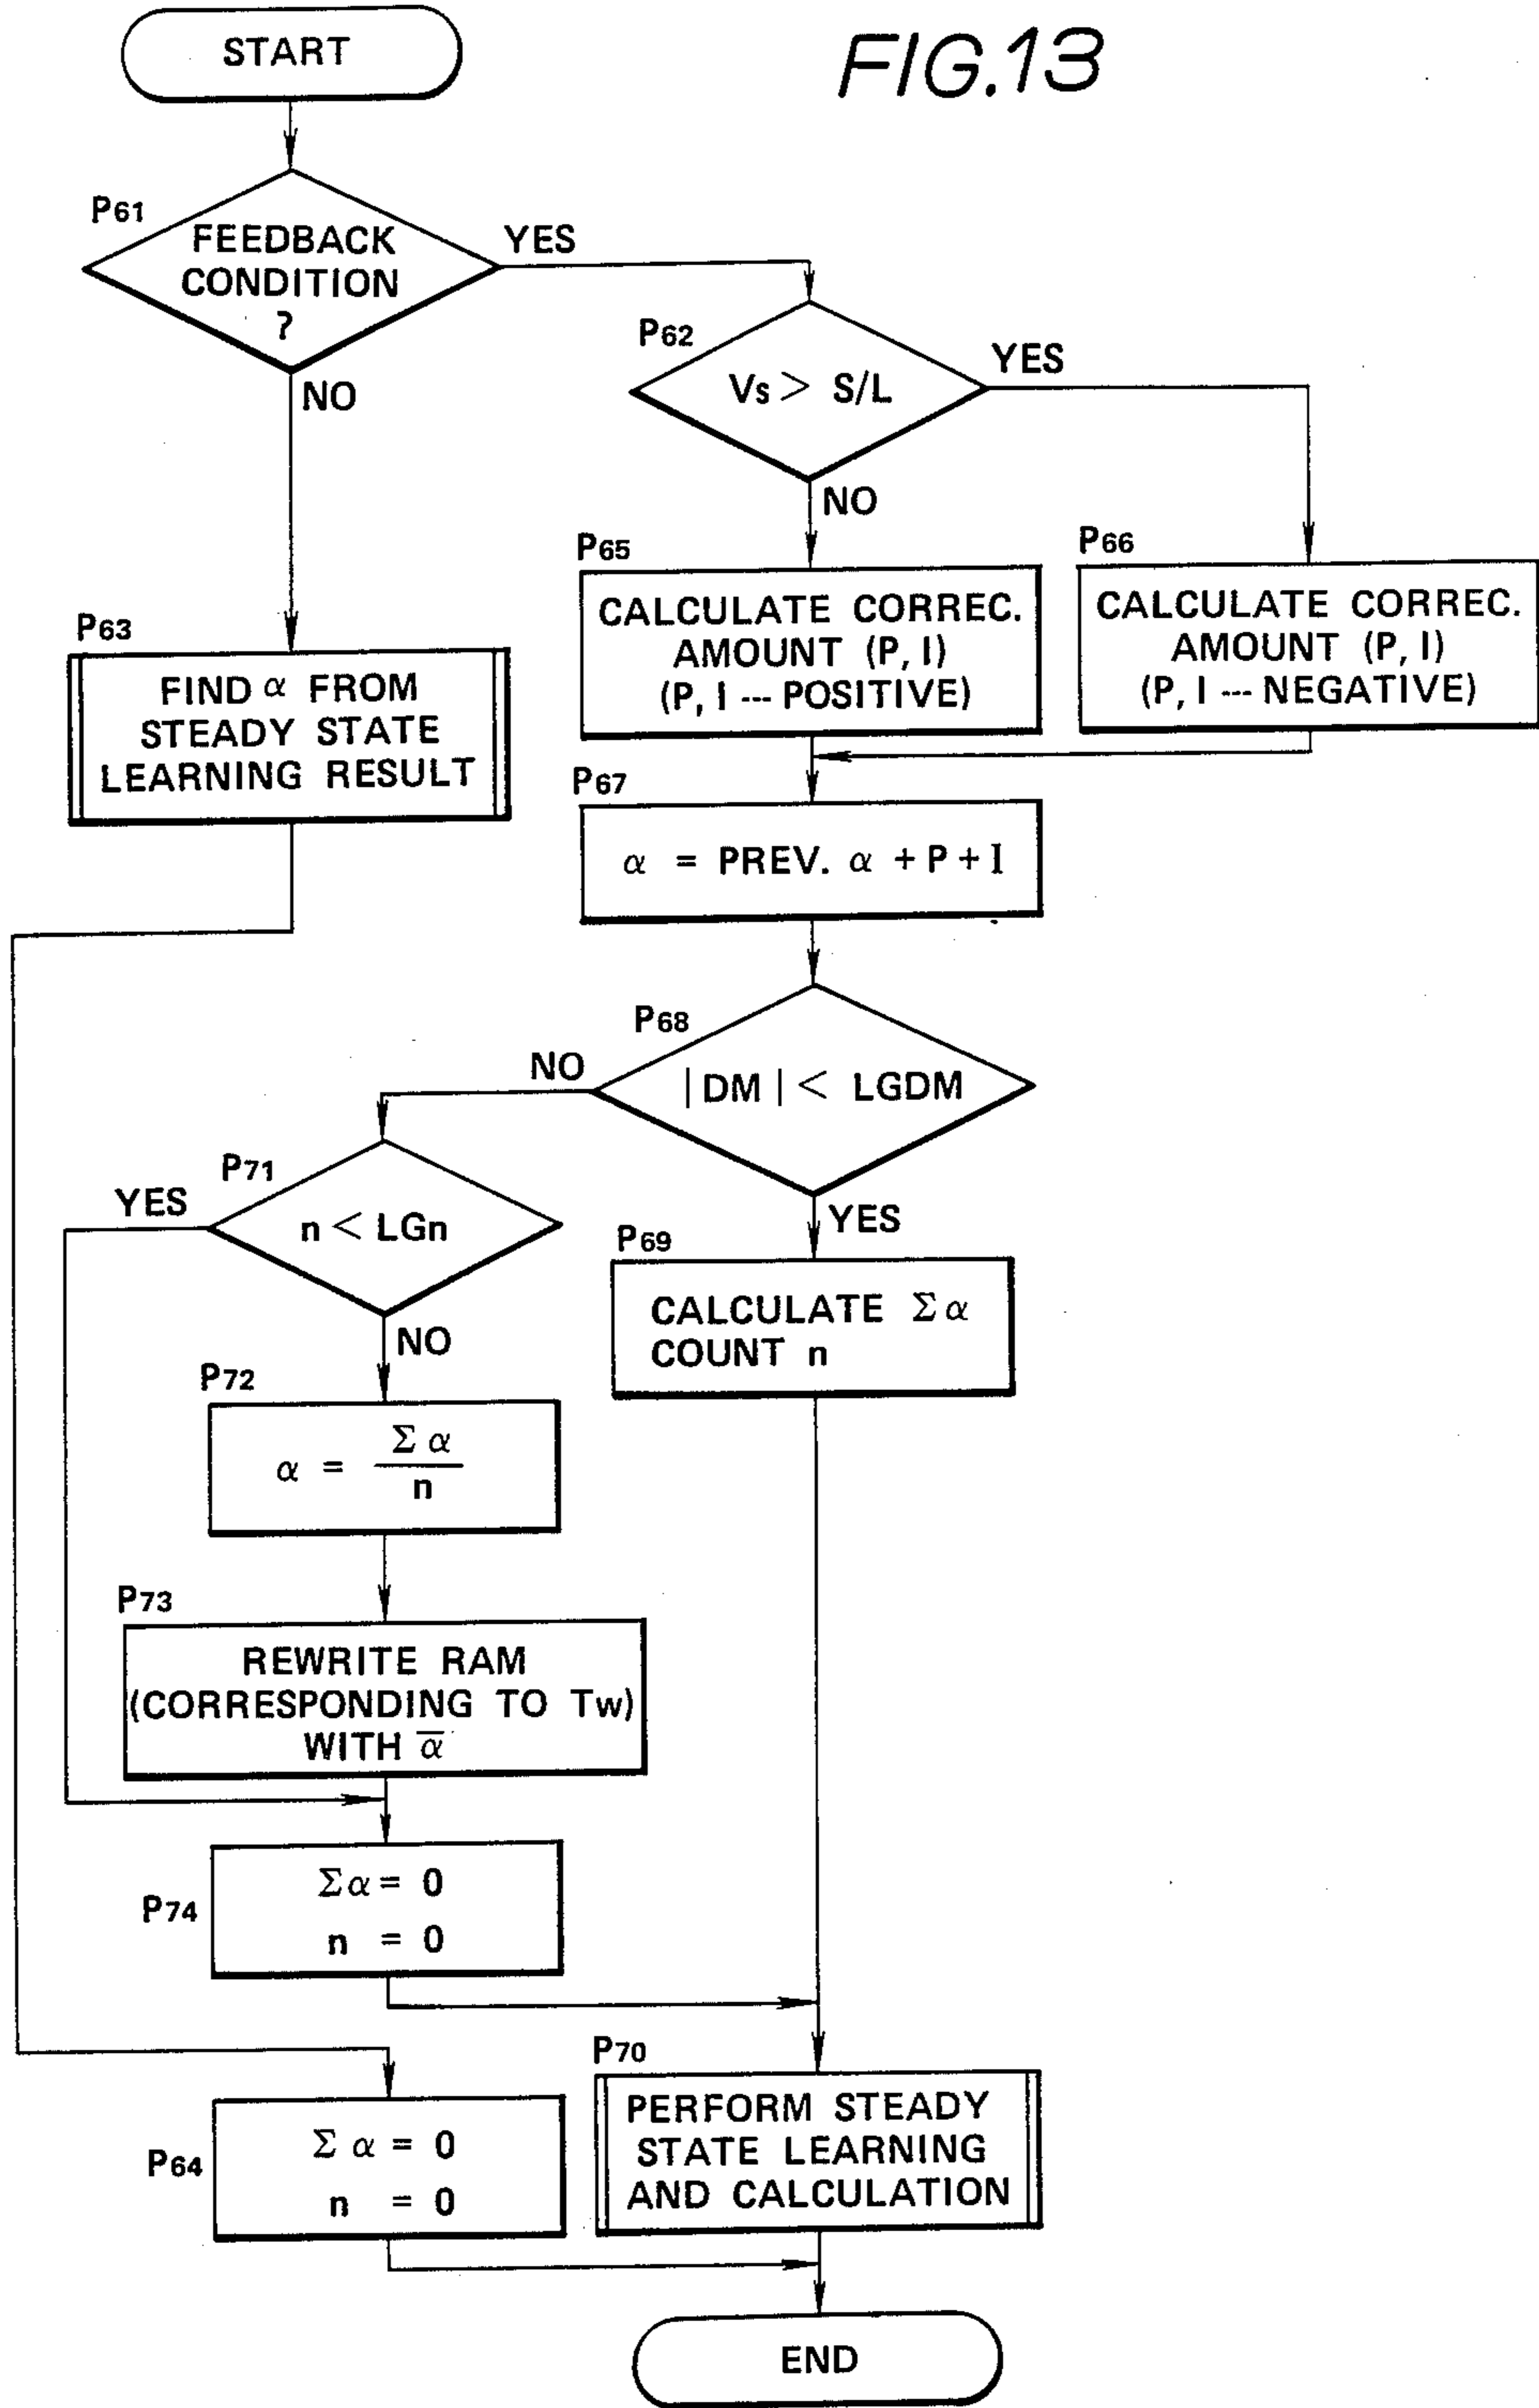 FIG.13
START
P61
FEEDBACK
CONDITION
?
YES
NO
P62
Vs > S/L
YES
NO
P63
FIND α FROM
STEADY STATE
LEARNING RESULT
P65
CALCULATE CORREC.
AMOUNT (P, I)
(P, I --- POSITIVE)
P66
CALCULATE CORREC.
AMOUNT (P, I)
(P, I --- NEGATIVE)
P67
α = PREV. α + P + I
P68
|DM| < LGDM
NO
YES
P71
n < LGn
YES
NO
P69
CALCULATE Σα
COUNT n
P72
α = Σα
n
P73
REWRITE RAM
(CORRESPONDING TO Tw)
WITH α̅
P74
Σα = 0
n = 0
P64
Σα = 0
n = 0
P70
PERFORM STEADY
STATE LEARNING
AND CALCULATION
END